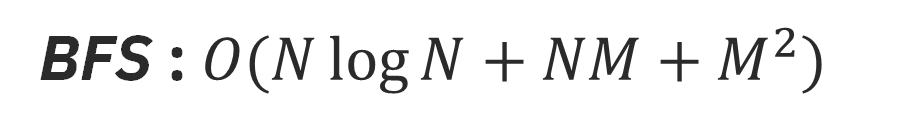 BFS : O(N log N + NM + M²)